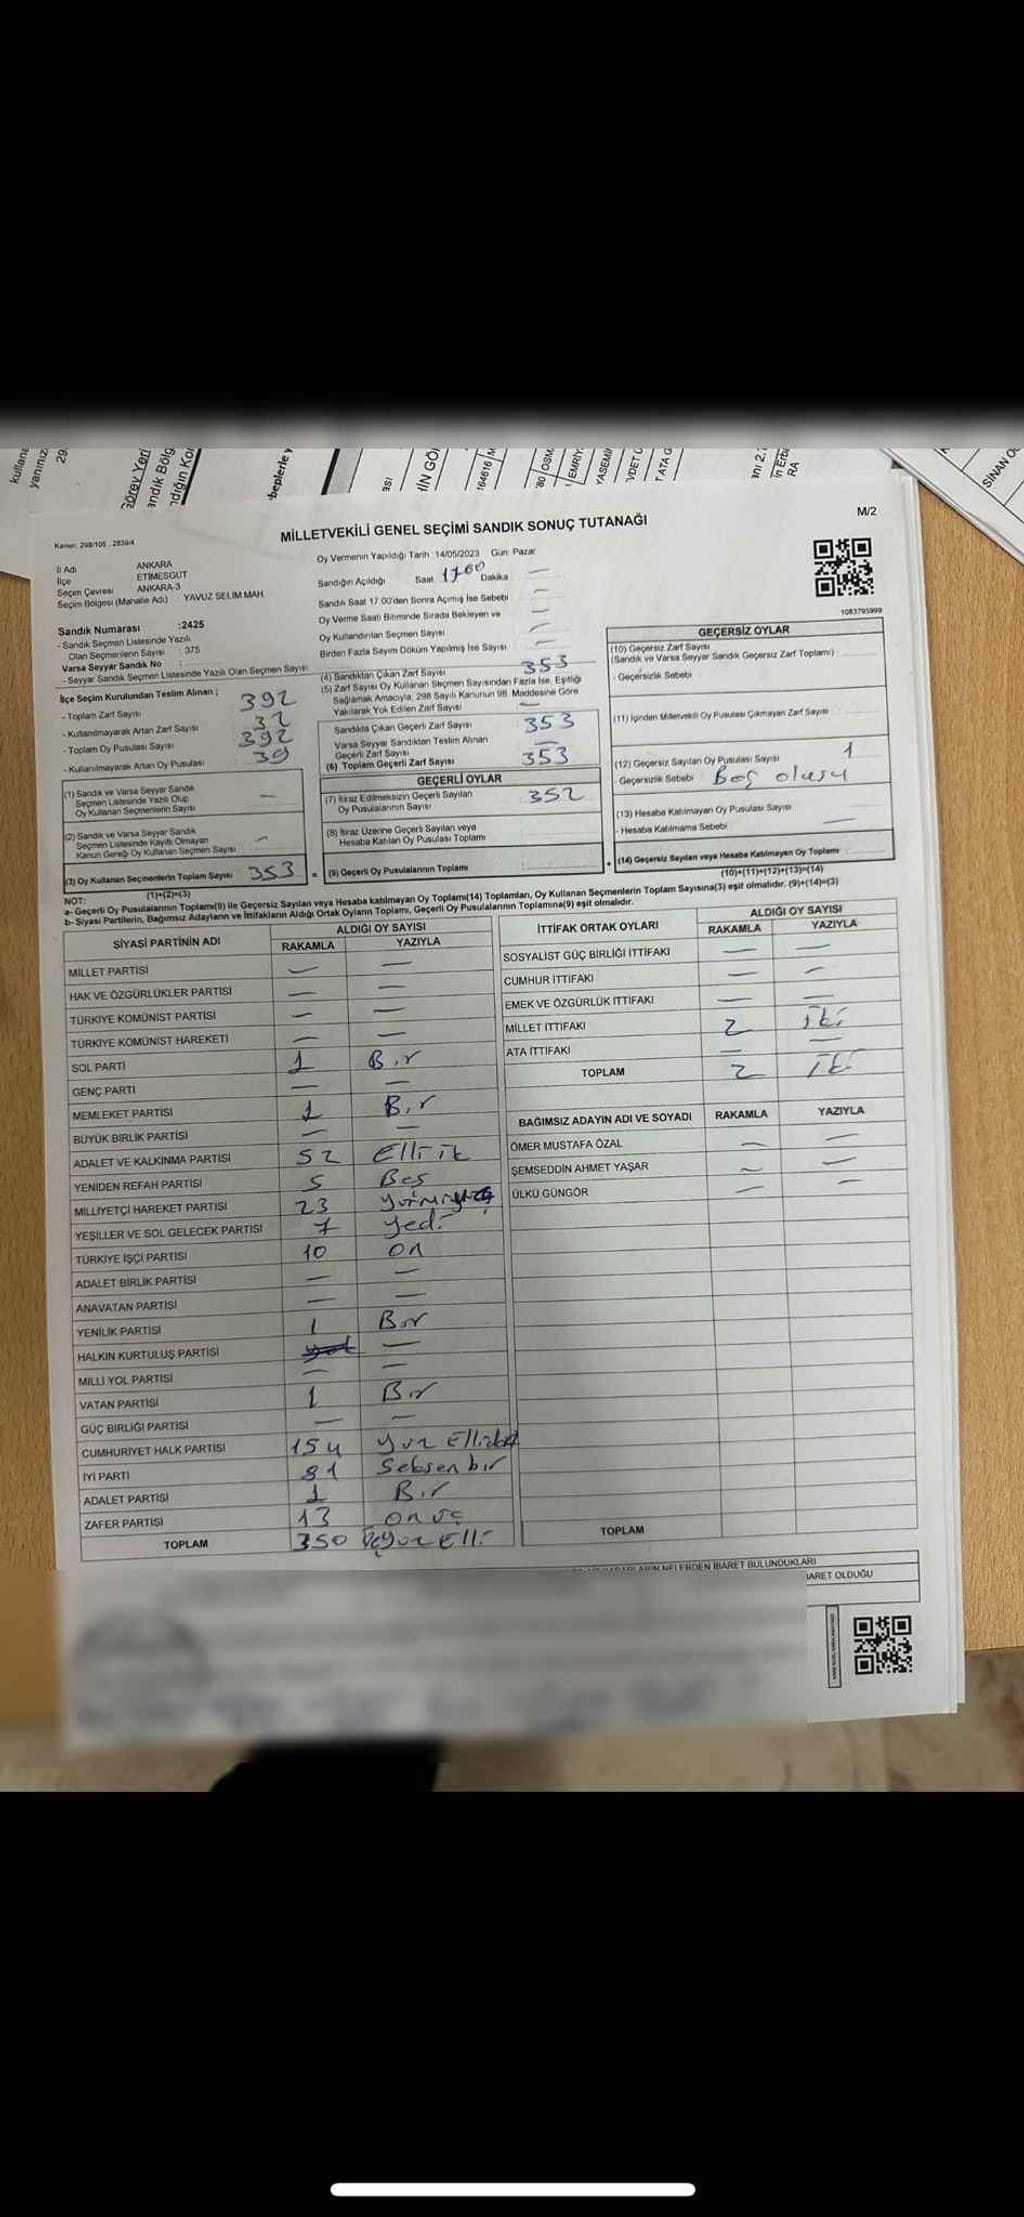 M/2
MİLLETVEKİLİ GENEL SEÇİMİ SANDIK SONUÇ TUTANAĞI
Kanun: 298/105 , 2839/4
İl Adı ANKARA
İlçe ETİMESGUT
Seçim Çevresi ANKARA-3
Seçim Bölgesi (Mahalle Adı) YAVUZ SELİM MAH.
Sandık Numarası :2425
- Sandık Seçmen Listesinde Yazılı
Olan Seçmenlerin Sayısı : 375
Varsa Seyyar Sandık No :
- Seyyar Sandık Seçmen Listesinde Yazılı Olan Seçmen Sayısı
İlçe Seçim Kurulundan Teslim Alınan ;
- Toplam Zarf Sayısı 392
- Kullanılmayarak Artan Zarf Sayısı
- Toplam Oy Pusulası Sayısı 392
- Kullanılmayarak Artan Oy Pusulası 39
(1) Sandık ve Varsa Seyyar Sandık
Seçmen Listesinde Yazılı Olup
Oy Kullanan Seçmenlerin Sayısı —
(2) Sandık ve Varsa Seyyar Sandık
Seçmen Listesinde Kayıtlı Olmayan
Kanun Gereği Oy Kullanan Seçmen Sayısı —
(3) Oy Kullanan Seçmenlerin Toplam Sayısı 353 =
(1)+(2)=(3)
Oy Vermenin Yapıldığı Tarih : 14/05/2023 Gün: Pazar
Sandığın Açıldığı Saat 1700 Dakika —
Sandık Saat 17.00'den Sonra Açılmış İse Sebebi —
Oy Verme Saati Bitiminde Sırada Bekleyen ve —
Oy Kullandırılan Seçmen Sayısı —
Birden Fazla Sayım Döküm Yapılmış İse Sayısı —
(4) Sandıktan Çıkan Zarf Sayısı 353
(5) Zarf Sayısı Oy Kullanan Seçmen Sayısından Fazla İse, Eşitliği
Sağlamak Amacıyla, 298 Sayılı Kanunun 98. Maddesine Göre
Yakılarak Yok Edilen Zarf Sayısı —
Sandıkta Çıkan Geçerli Zarf Sayısı 353
Varsa Seyyar Sandıktan Teslim Alınan
Geçerli Zarf Sayısı —
(6) Toplam Geçerli Zarf Sayısı 353
GEÇERLİ OYLAR
(7) İtiraz Edilmeksizin Geçerli Sayılan
Oy Pusulalarının Sayısı 352
(8) İtiraz Üzerine Geçerli Sayılan veya
Hesaba Katılan Oy Pusulası Toplamı
(9) Geçerli Oy Pusulalarının Toplamı +
1083795999
GEÇERSİZ OYLAR
(10) Geçersiz Zarf Sayısı
(Sandık ve Varsa Seyyar Sandık Geçersiz Zarf Toplamı) :
- Geçersizlik Sebebi
(11) İçinden Milletvekili Oy Pusulası Çıkmayan Zarf Sayısı
(12) Geçersiz Sayılan Oy Pusulası Sayısı 1
- Geçersizlik Sebebi Boş oluşu
(13) Hesaba Katılmayan Oy Pusulası Sayısı
- Hesaba Katılmama Sebebi —
(14) Geçersiz Sayılan veya Hesaba Katılmayan Oy Toplamı
(10)+(11)+(12)+(13)=(14)
NOT:
a- Geçerli Oy Pusulalarının Toplamı(9) ile Geçersiz Sayılan veya Hesaba katılmayan Oy Toplamı(14) Toplamları, Oy Kullanan Seçmenlerin Toplam Sayısına(3) eşit olmalıdır. (9)+(14)=(3)
b- Siyasi Partilerin, Bağımsız Adayların ve İttifakların Aldığı Ortak Oyların Toplamı, Geçerli Oy Pusulalarının Toplamına(9) eşit olmalıdır.
SİYASİ PARTİNİN ADI ALDIĞI OY SAYISI
RAKAMLA YAZIYLA
MİLLET PARTİSİ — —
HAK VE ÖZGÜRLÜKLER PARTİSİ — —
TÜRKİYE KOMÜNİST PARTİSİ — —
TÜRKİYE KOMÜNİST HAREKETİ — —
SOL PARTİ 1 Bir
GENÇ PARTİ — —
MEMLEKET PARTİSİ 1 Bir
BÜYÜK BİRLİK PARTİSİ — —
ADALET VE KALKINMA PARTİSİ 52
YENİDEN REFAH PARTİSİ 5 Beş
MİLLİYETÇİ HAREKET PARTİSİ 23
YEŞİLLER VE SOL GELECEK PARTİSİ 7 Yedi
TÜRKİYE İŞÇİ PARTİSİ 10 on
ADALET BİRLİK PARTİSİ — —
ANAVATAN PARTİSİ — —
YENİLİK PARTİSİ 1 Bir
HALKIN KURTULUŞ PARTİSİ —
MİLLİ YOL PARTİSİ — —
VATAN PARTİSİ 1 Bir
GÜÇ BİRLİĞİ PARTİSİ — —
CUMHURİYET HALK PARTİSİ 154
İYİ PARTİ 81 Seksen bir
ADALET PARTİSİ 1 Bir
ZAFER PARTİSİ 13 on üç
TOPLAM 350 üçyüz Elli
İTTİFAK ORTAK OYLARI ALDIĞI OY SAYISI
RAKAMLA YAZIYLA
SOSYALİST GÜÇ BİRLİĞİ İTTİFAKI — —
CUMHUR İTTİFAKI — —
EMEK VE ÖZGÜRLÜK İTTİFAKI — —
MİLLET İTTİFAKI 2 iki
ATA İTTİFAKI — —
TOPLAM 2 iki
BAĞIMSIZ ADAYIN ADI VE SOYADI RAKAMLA YAZIYLA
ÖMER MUSTAFA ÖZAL — —
ŞEMSEDDİN AHMET YAŞAR — —
ÜLKÜ GÜNGÖR — —
TOPLAM
NELERDEN İBARET BULUNDUKLARI
OLDUĞU